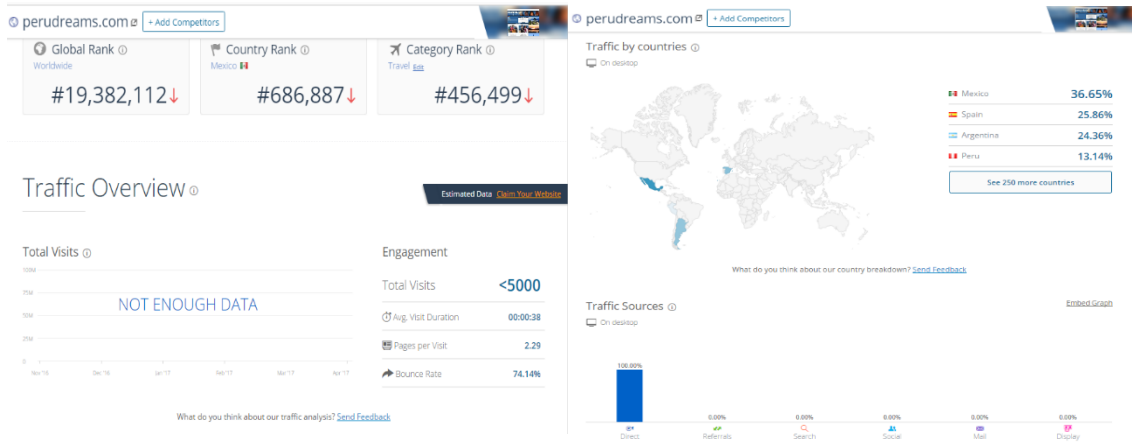 perudreams.com + Add Competitors
Global Rank
Worldwide
#19,382,112
Country Rank
Mexico
#686,887
Category Rank
Travel Edit
#456,499
Traffic Overview
Estimated Data Claim Your Website
Total Visits
100M
75M
50M
25M
0
NOT ENOUGH DATA
Nov '16 Dec '16 Jan '17 Feb '17 Mar '17 Apr '17
Engagement
Total Visits <5000
Avg. Visit Duration 00:00:38
Pages per Visit 2.29
Bounce Rate 74.14%
What do you think about our traffic analysis? Send Feedback
perudreams.com + Add Competitors
Traffic by countries
On desktop
Mexico 36.65%
Spain 25.86%
Argentina 24.36%
Peru 13.14%
See 250 more countries
What do you think about our country breakdown? Send Feedback
Traffic Sources
Embed Graph
On desktop
100.00% 0.00% 0.00% 0.00% 0.00% 0.00%
Direct Referrals Search Social Mail Display